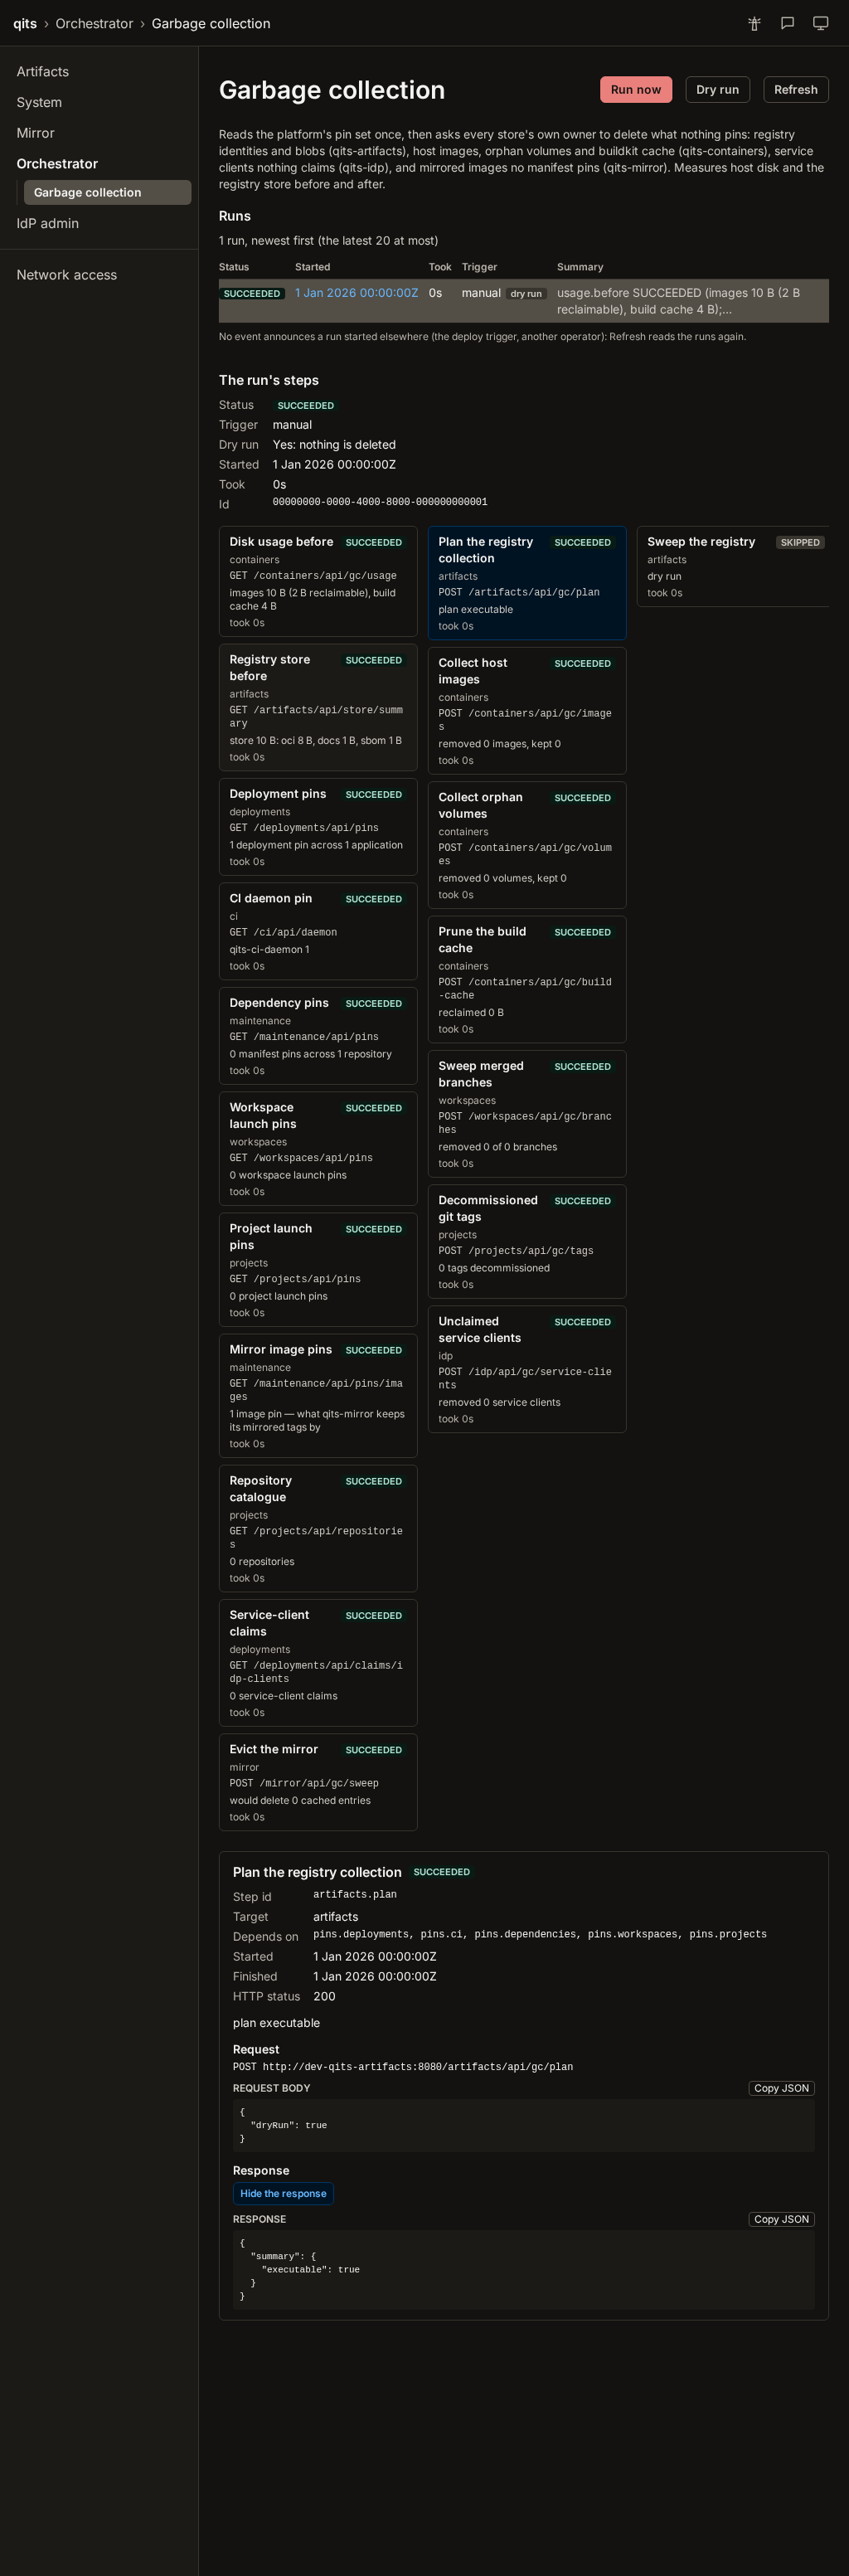 qits › Orchestrator › Garbage collection
Artifacts
System
Mirror
Orchestrator
Garbage collection
IdP admin
Network access
Garbage collection
Run now
Dry run
Refresh
Reads the platform's pin set once, then asks every store's own owner to delete what nothing pins: registry
identities and blobs (qits-artifacts), host images, orphan volumes and buildkit cache (qits-containers), service
clients nothing claims (qits-idp), and mirrored images no manifest pins (qits-mirror). Measures host disk and the
registry store before and after.
Runs
1 run, newest first (the latest 20 at most)
Status Started Took Trigger Summary
SUCCEEDED 1 Jan 2026 00:00:00Z 0s manual dry run usage.before SUCCEEDED (images 10 B (2 B
reclaimable), build cache 4 B);...
No event announces a run started elsewhere (the deploy trigger, another operator): Refresh reads the runs again.
The run's steps
Status SUCCEEDED
Trigger manual
Dry run Yes: nothing is deleted
Started 1 Jan 2026 00:00:00Z
Took 0s
Id 00000000-0000-4000-8000-000000000001
Disk usage before SUCCEEDED
containers
GET /containers/api/gc/usage
images 10 B (2 B reclaimable), build
cache 4 B
took 0s
Registry store
before
SUCCEEDED
artifacts
GET /artifacts/api/store/summ
ary
store 10 B: oci 8 B, docs 1 B, sbom 1 B
took 0s
Deployment pins SUCCEEDED
deployments
GET /deployments/api/pins
1 deployment pin across 1 application
took 0s
CI daemon pin SUCCEEDED
ci
GET /ci/api/daemon
qits-ci-daemon 1
took 0s
Dependency pins SUCCEEDED
maintenance
GET /maintenance/api/pins
0 manifest pins across 1 repository
took 0s
Workspace
launch pins
SUCCEEDED
workspaces
GET /workspaces/api/pins
0 workspace launch pins
took 0s
Project launch
pins
SUCCEEDED
projects
GET /projects/api/pins
0 project launch pins
took 0s
Mirror image pins SUCCEEDED
maintenance
GET /maintenance/api/pins/ima
ges
1 image pin — what qits-mirror keeps
its mirrored tags by
took 0s
Repository
catalogue
SUCCEEDED
projects
GET /projects/api/repositorie
s
0 repositories
took 0s
Service-client
claims
SUCCEEDED
deployments
GET /deployments/api/claims/i
dp-clients
0 service-client claims
took 0s
Evict the mirror SUCCEEDED
mirror
POST /mirror/api/gc/sweep
would delete 0 cached entries
took 0s
Plan the registry
collection
SUCCEEDED
artifacts
POST /artifacts/api/gc/plan
plan executable
took 0s
Collect host
images
SUCCEEDED
containers
POST /containers/api/gc/image
s
removed 0 images, kept 0
took 0s
Collect orphan
volumes
SUCCEEDED
containers
POST /containers/api/gc/volum
es
removed 0 volumes, kept 0
took 0s
Prune the build
cache
SUCCEEDED
containers
POST /containers/api/gc/build
-cache
reclaimed 0 B
took 0s
Sweep merged
branches
SUCCEEDED
workspaces
POST /workspaces/api/gc/branc
hes
removed 0 of 0 branches
took 0s
Decommissioned
git tags
SUCCEEDED
projects
POST /projects/api/gc/tags
0 tags decommissioned
took 0s
Unclaimed
service clients
SUCCEEDED
idp
POST /idp/api/gc/service-clie
nts
removed 0 service clients
took 0s
Sweep the registry SKIPPED
artifacts
dry run
took 0s
Plan the registry collection SUCCEEDED
Step id artifacts.plan
Target artifacts
Depends on pins.deployments, pins.ci, pins.dependencies, pins.workspaces, pins.projects
Started 1 Jan 2026 00:00:00Z
Finished 1 Jan 2026 00:00:00Z
HTTP status 200
plan executable
Request
POST http://dev-qits-artifacts:8080/artifacts/api/gc/plan
REQUEST BODY Copy JSON
{
"dryRun": true
}
Response
Hide the response
RESPONSE Copy JSON
{
"summary": {
"executable": true
}
}